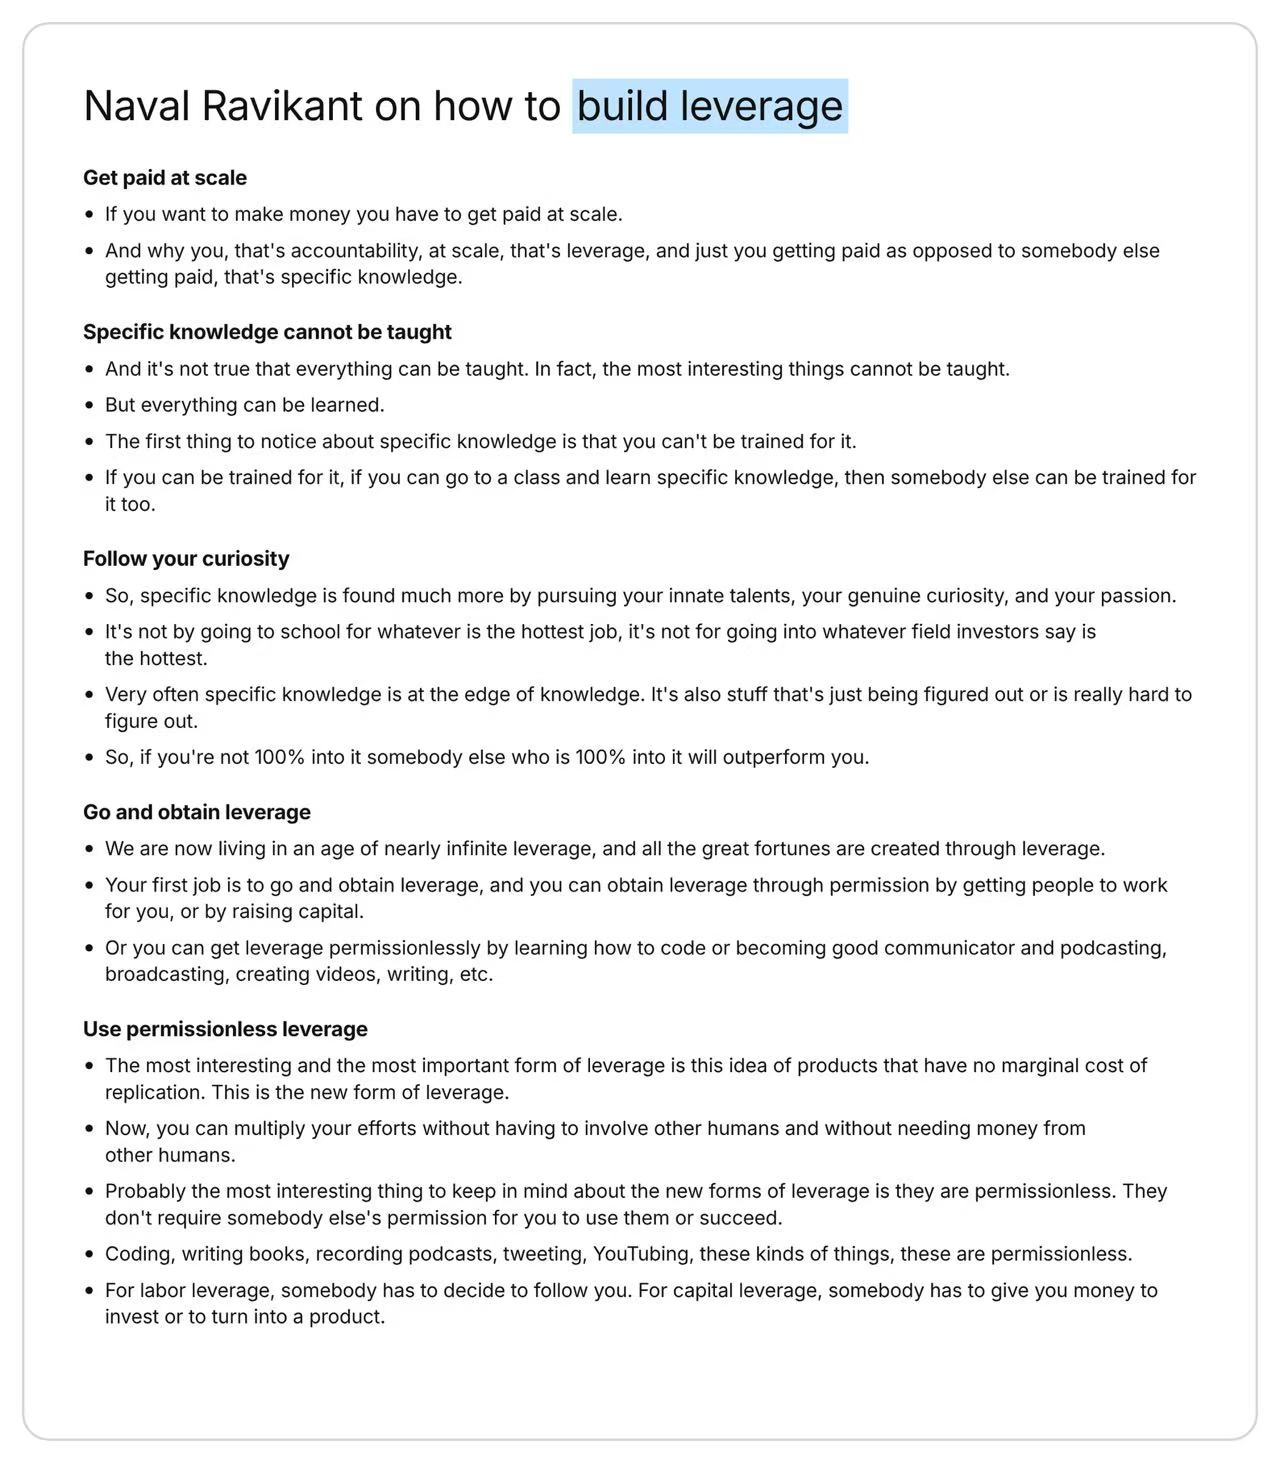 Naval Ravikant on how to build leverage
Get paid at scale
• If you want to make money you have to get paid at scale.
• And why you, that's accountability, at scale, that's leverage, and just you getting paid as opposed to somebody else
getting paid, that's specific knowledge.
Specific knowledge cannot be taught
• And it's not true that everything can be taught. In fact, the most interesting things cannot be taught.
• But everything can be learned.
• The first thing to notice about specific knowledge is that you can't be trained for it.
• If you can be trained for it, if you can go to a class and learn specific knowledge, then somebody else can be trained for
it too.
Follow your curiosity
• So, specific knowledge is found much more by pursuing your innate talents, your genuine curiosity, and your passion.
• It's not by going to school for whatever is the hottest job, it's not for going into whatever field investors say is
the hottest.
• Very often specific knowledge is at the edge of knowledge. It's also stuff that's just being figured out or is really hard to
figure out.
• So, if you're not 100% into it somebody else who is 100% into it will outperform you.
Go and obtain leverage
• We are now living in an age of nearly infinite leverage, and all the great fortunes are created through leverage.
• Your first job is to go and obtain leverage, and you can obtain leverage through permission by getting people to work
for you, or by raising capital.
• Or you can get leverage permissionlessly by learning how to code or becoming good communicator and podcasting,
broadcasting, creating videos, writing, etc.
Use permissionless leverage
• The most interesting and the most important form of leverage is this idea of products that have no marginal cost of
replication. This is the new form of leverage.
• Now, you can multiply your efforts without having to involve other humans and without needing money from
other humans.
• Probably the most interesting thing to keep in mind about the new forms of leverage is they are permissionless. They
don't require somebody else's permission for you to use them or succeed.
• Coding, writing books, recording podcasts, tweeting, YouTubing, these kinds of things, these are permissionless.
• For labor leverage, somebody has to decide to follow you. For capital leverage, somebody has to give you money to
invest or to turn into a product.